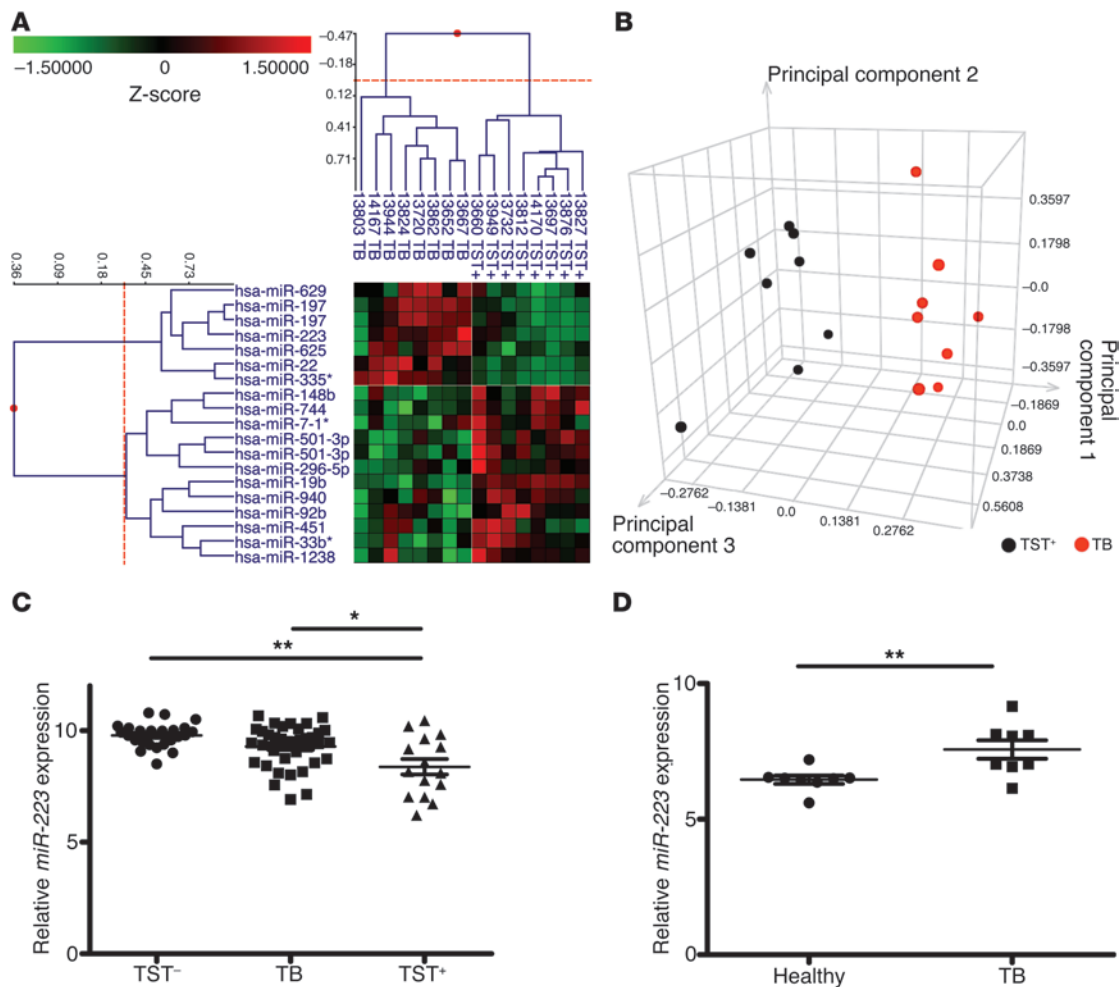 A
−1.50000 0 1.50000
Z-score
−0.47
−0.18
0.12
0.41
0.71
13803 TB
14167 TB
13944 TB
13824 TB
13720 TB
13862 TB
13652 TB
13667 TB
13660 TST+
13949 TST+
13732 TST+
13812 TST+
14170 TST+
13697 TST+
13876 TST+
13827 TST+
0.36 0.09 0.18 0.45 0.73
hsa-miR-629
hsa-miR-197
hsa-miR-197
hsa-miR-223
hsa-miR-625
hsa-miR-22
hsa-miR-335*
hsa-miR-148b
hsa-miR-744
hsa-miR-7-1*
hsa-miR-501-3p
hsa-miR-501-3p
hsa-miR-296-5p
hsa-miR-19b
hsa-miR-940
hsa-miR-92b
hsa-miR-451
hsa-miR-33b*
hsa-miR-1238
B
Principal component 2
0.3597
0.1798
−0.0
−0.1798
−0.3597
Principal
component 1
−0.1869
0.0
0.1869
0.3738
0.5608
−0.2762
−0.1381
0.0
0.1381
0.2762
Principal
component 3
TST⁺ TB
C
*
**
Relative miR-223 expression
10
5
0
TST⁻ TB TST⁺
D
**
Relative miR-223 expression
10
5
0
Healthy TB